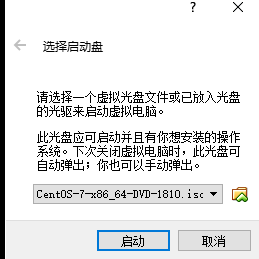 ?
选择启动盘
请选择一个虚拟光盘文件或已放入光盘
的光驱来启动虚拟电脑。
此光盘应可启动并且有你想安装的操作
系统。下次关闭虚拟电脑时，此光盘可
自动弹出；你也可以手动弹出。
CentOS-7-x86_64-DVD-1810.isc
启动
取消